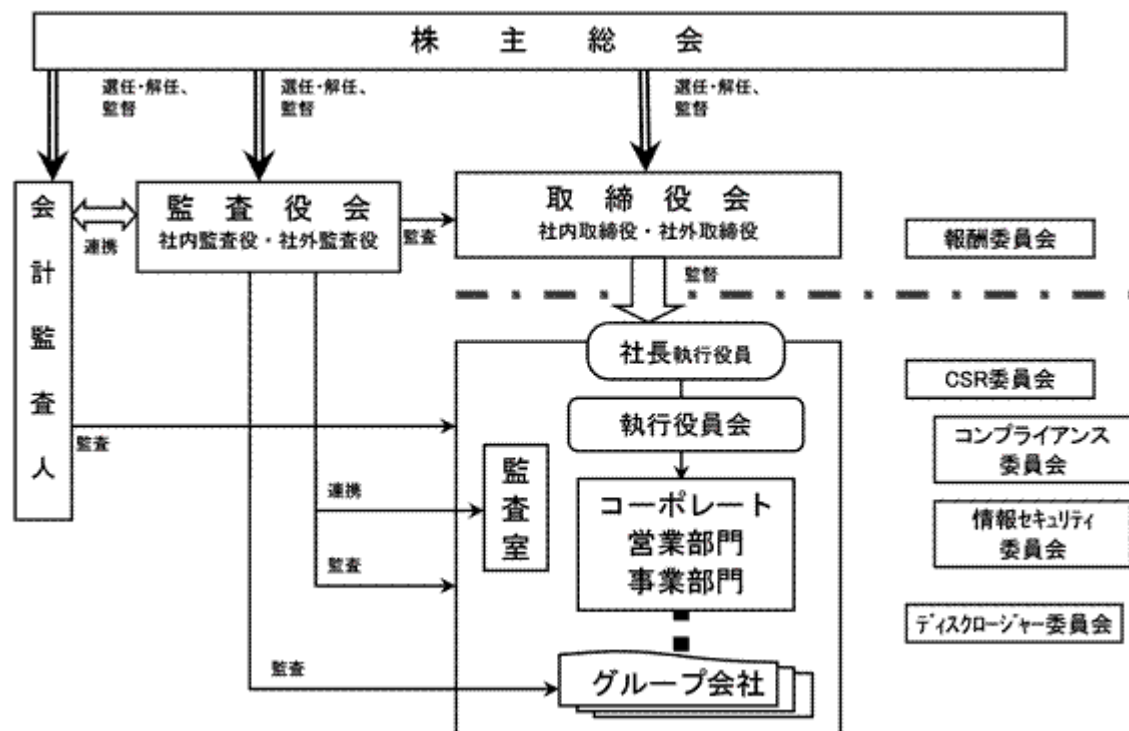 株主総会
選任・解任、
監督
選任・解任、
監督
選任・解任、
監督
会計監査人
連携
監査役会
社内監査役・社外監査役
監査
取締役会
社内取締役・社外取締役
報酬委員会
監督
社長執行役員
CSR委員会
執行役員会
コンプライアンス
委員会
監査
監査室
連携
コーポレート
営業部門
事業部門
情報セキュリティ
委員会
監査
ディスクロージャー委員会
監査
グループ会社